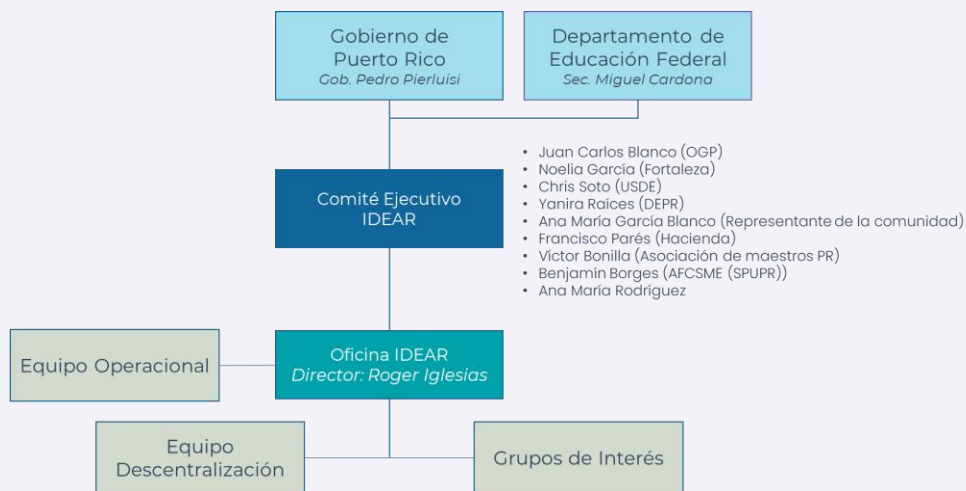 Gobierno de
Puerto Rico
Gob. Pedro Pierluisi
Departamento de
Educación Federal
Sec. Miguel Cardona
Comité Ejecutivo
IDEAR
• Juan Carlos Blanco (OGP)
• Noelia García (Fortaleza)
• Chris Soto (USDE)
• Yanira Raíces (DEPR)
• Ana María García Blanco (Representante de la comunidad)
• Francisco Parés (Hacienda)
• Víctor Bonilla (Asociación de maestros PR)
• Benjamín Borges (AFCSME (SPUPR))
• Ana María Rodríguez
Equipo Operacional
Oficina IDEAR
Director: Roger Iglesias
Equipo
Descentralización
Grupos de Interés